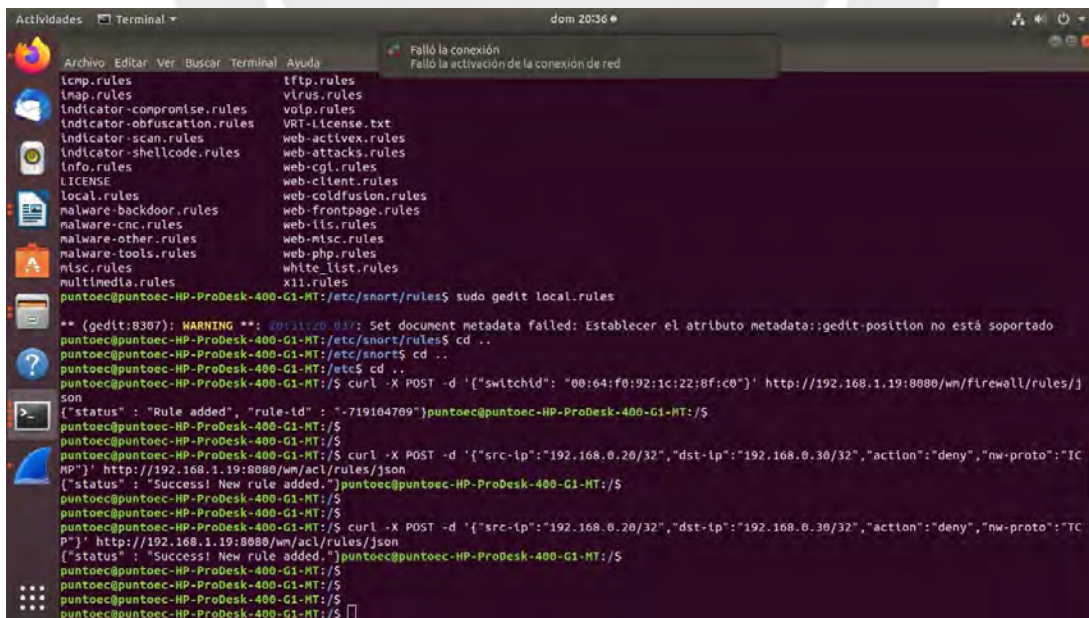 Actividades Terminal dom 20:36
Falló la conexión
Falló la activación de la conexión de red
Archivo Editar Ver Buscar Terminal Ayuda
icmp.rules tftp.rules
imap.rules virus.rules
indicator-compromise.rules voip.rules
indicator-obfuscation.rules VRT-License.txt
indicator-scan.rules web-activex.rules
indicator-shellcode.rules web-attacks.rules
info.rules web-cgi.rules
LICENSE web-client.rules
local.rules web-coldfusion.rules
malware-backdoor.rules web-frontpage.rules
malware-cnc.rules web-iis.rules
malware-other.rules web-misc.rules
malware-tools.rules web-php.rules
misc.rules white_list.rules
multimedia.rules x11.rules
puntoec@puntoec-HP-ProDesk-400-G1-MT:/etc/snort/rules$ sudo gedit local.rules
** (gedit:8307): WARNING **: 20:31:20.037: Set document metadata failed: Establecer el atributo metadata::gedit-position no está soportado
puntoec@puntoec-HP-ProDesk-400-G1-MT:/etc/snort/rules$ cd ..
puntoec@puntoec-HP-ProDesk-400-G1-MT:/etc/snort$ cd ..
puntoec@puntoec-HP-ProDesk-400-G1-MT:/etc$ cd ..
puntoec@puntoec-HP-ProDesk-400-G1-MT:/$ curl -X POST -d '{"switchid": "00:64:f0:92:1c:22:8f:c0"}' http://192.168.1.19:8080/wm/firewall/rules/j
son
{"status" : "Rule added", "rule-id" : "-719104709"}puntoec@puntoec-HP-ProDesk-400-G1-MT:/$
puntoec@puntoec-HP-ProDesk-400-G1-MT:/$
puntoec@puntoec-HP-ProDesk-400-G1-MT:/$
puntoec@puntoec-HP-ProDesk-400-G1-MT:/$ curl -X POST -d '{"src-ip":"192.168.0.20/32","dst-ip":"192.168.0.30/32","action":"deny","nw-proto":"IC
MP"}' http://192.168.1.19:8080/wm/acl/rules/json
{"status" : "Success! New rule added."}puntoec@puntoec-HP-ProDesk-400-G1-MT:/$
puntoec@puntoec-HP-ProDesk-400-G1-MT:/$
puntoec@puntoec-HP-ProDesk-400-G1-MT:/$
puntoec@puntoec-HP-ProDesk-400-G1-MT:/$ curl -X POST -d '{"src-ip":"192.168.0.20/32","dst-ip":"192.168.0.30/32","action":"deny","nw-proto":"TC
P"}' http://192.168.1.19:8080/wm/acl/rules/json
{"status" : "Success! New rule added."}puntoec@puntoec-HP-ProDesk-400-G1-MT:/$
puntoec@puntoec-HP-ProDesk-400-G1-MT:/$
puntoec@puntoec-HP-ProDesk-400-G1-MT:/$
puntoec@puntoec-HP-ProDesk-400-G1-MT:/$
puntoec@puntoec-HP-ProDesk-400-G1-MT:/$